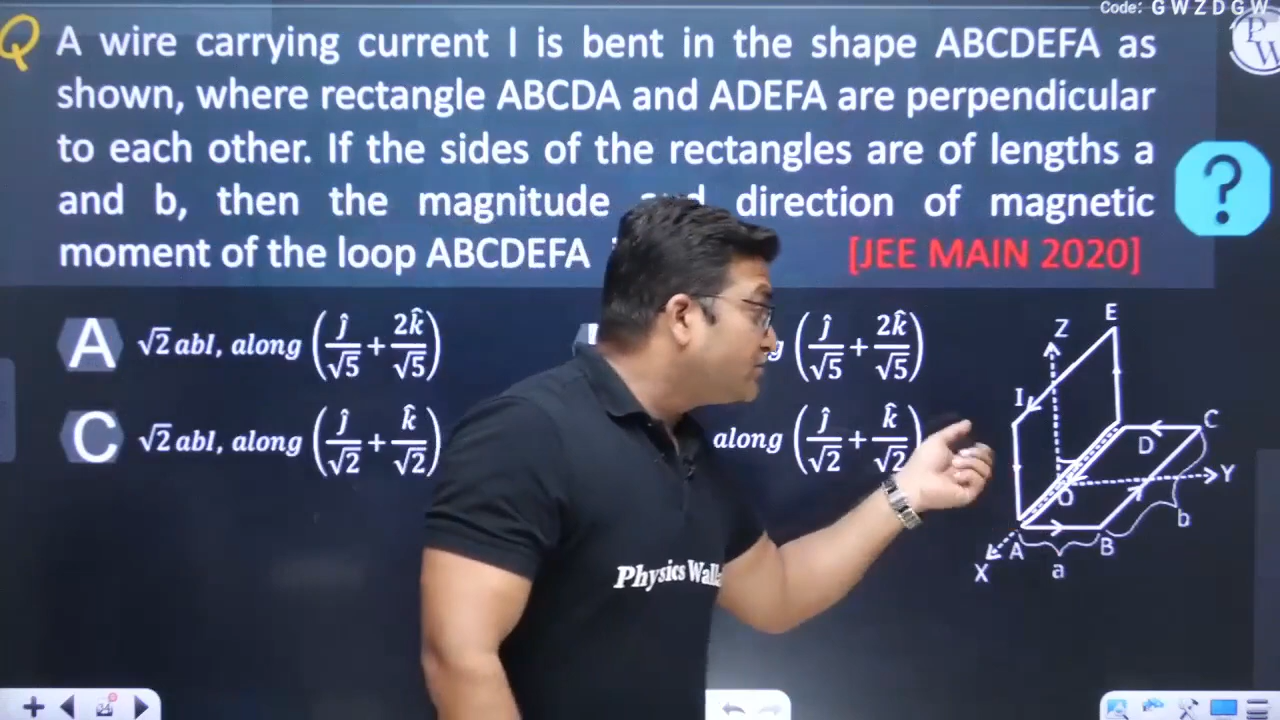 Code: G W Z D G W
Q A wire carrying current I is bent in the shape ABCDEFA as
shown, where rectangle ABCDA and ADEFA are perpendicular
to each other. If the sides of the rectangles are of lengths a
and b, then the magnitude and direction of magnetic
moment of the loop ABCDEFA [JEE MAIN 2020]
?
A √2 abI, along (ĵ/√5 + 2k̂/√5)
(ĵ/√5 + 2k̂/√5)
C √2 abI, along (ĵ/√2 + k̂/√2)
along (ĵ/√2 + k̂/√2)
E
Z
I
C
D
Y
O
b
A
B
X
a
Physics Walla
P
W